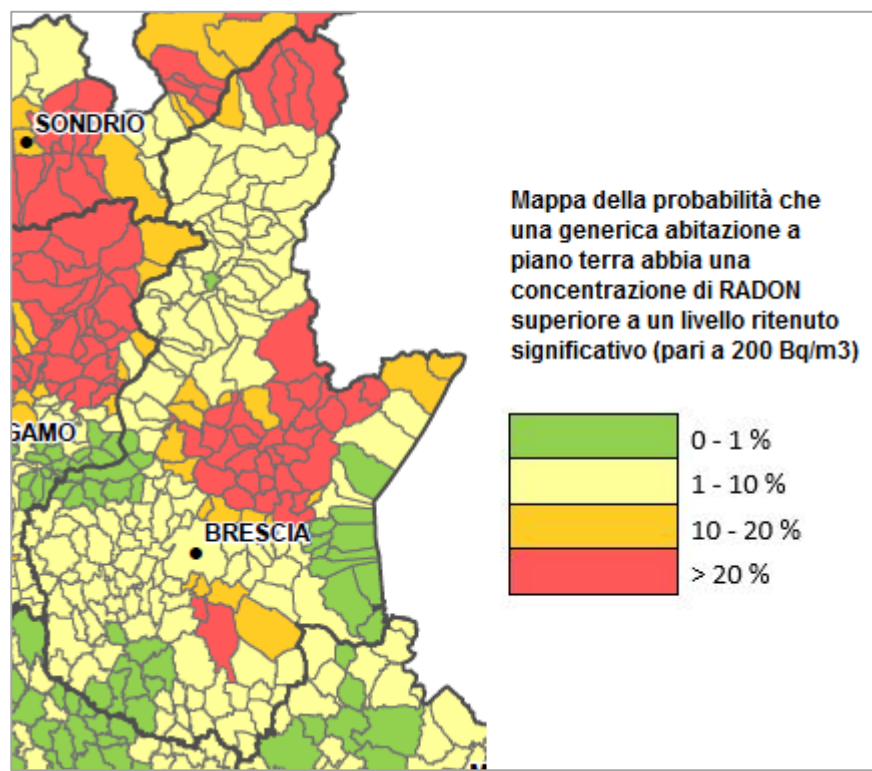 SONDRIO
GAMO
BRESCIA
Mappa della probabilità che
una generica abitazione a
piano terra abbia una
concentrazione di RADON
superiore a un livello ritenuto
significativo (pari a 200 Bq/m3)
0 - 1 %
1 - 10 %
10 - 20 %
> 20 %